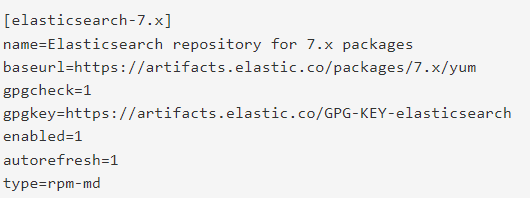 [elasticsearch-7.x]
name=Elasticsearch repository for 7.x packages
baseurl=https://artifacts.elastic.co/packages/7.x/yum
gpgcheck=1
gpgkey=https://artifacts.elastic.co/GPG-KEY-elasticsearch
enabled=1
autorefresh=1
type=rpm-md